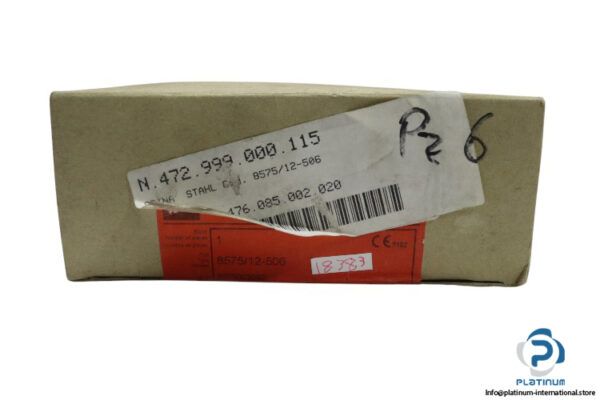 N.472.999.000.115
STAHL 8575/12-506
476.085.002.020
Pz 6
1
8575/12-506
18383
PLATINUM
Info@platinum-international.store